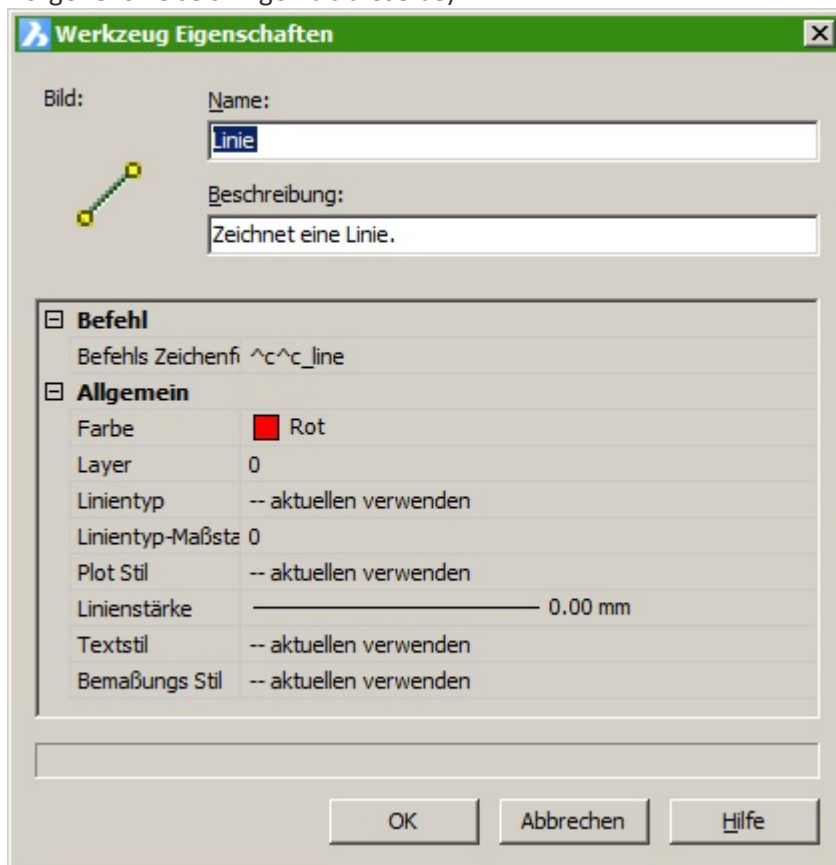 Werkzeug Eigenschaften
Bild:
Name:
Linie
Beschreibung:
Zeichnet eine Linie.
Befehl
Befehls Zeichenf ^c^c_line
Allgemein
Farbe Rot
Layer 0
Linientyp -- aktuellen verwenden
Linientyp-Maßsta 0
Plot Stil -- aktuellen verwenden
Linienstärke 0.00 mm
Textstil -- aktuellen verwenden
Bemaßungs Stil -- aktuellen verwenden
OK Abbrechen Hilfe